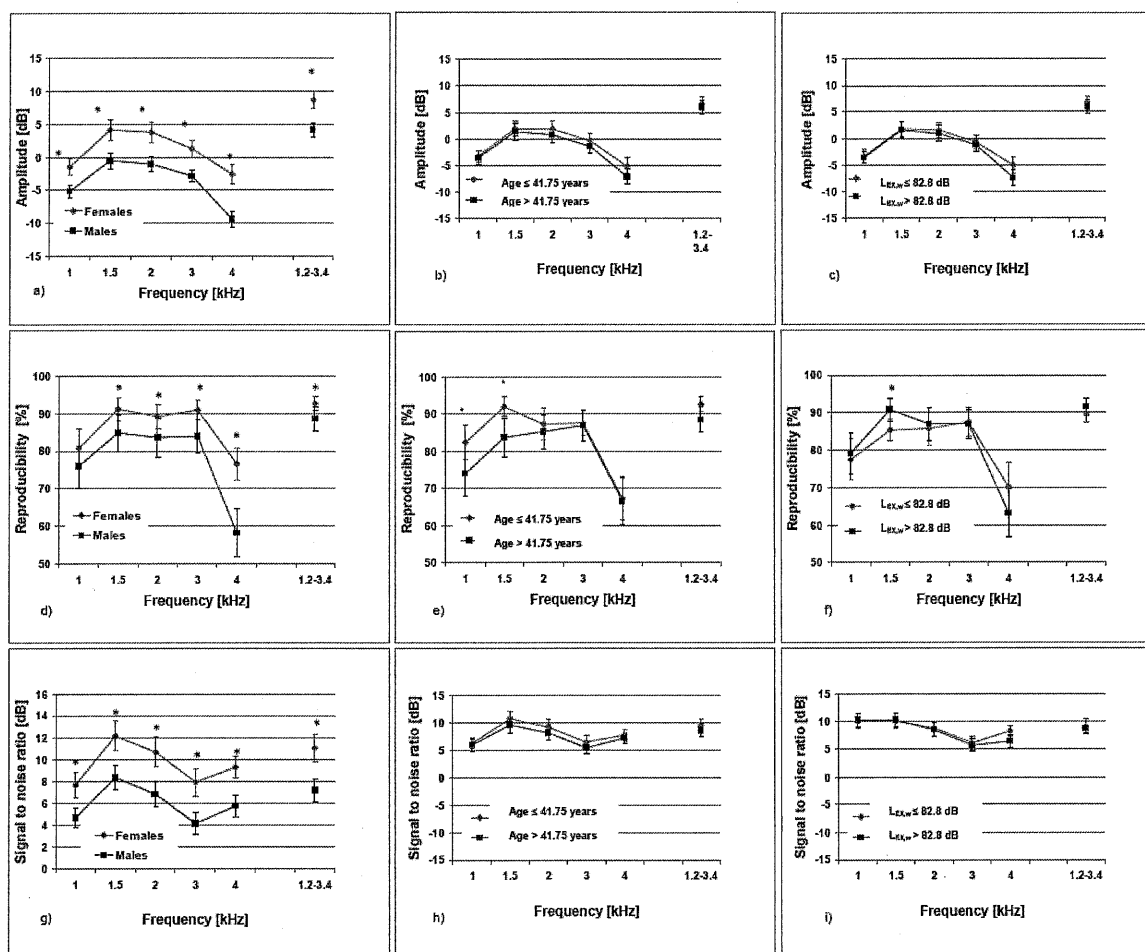 Amplitude [dB]
15
10
5
0
-5
-10
-15
* * * * * *
Females
Males
1 1.5 2 3 4 1.2-3.4
a)
Frequency [kHz]
Amplitude [dB]
15
10
5
0
-5
-10
-15
Age ≤ 41.75 years
Age > 41.75 years
1 1.5 2 3 4 1.2-
3.4
b)
Frequency [kHz]
Amplitude [dB]
15
10
5
0
-5
-10
-15
LEX,w ≤ 82.8 dB
LEX,w > 82.8 dB
1 1.5 2 3 4 1.2-3.4
c)
Frequency [kHz]
Reproducibility [%]
100
90
80
70
60
50
* * * * *
Females
Males
1 1.5 2 3 4 1.2-3.4
d)
Frequency [kHz]
Reproducibility [%]
100
90
80
70
60
50
* *
Age ≤ 41.75 years
Age > 41.75 years
1 1.5 2 3 4 1.2-3.4
e)
Frequency [kHz]
Reproducibility [%]
100
90
80
70
60
50
*
LEX,w ≤ 82.8 dB
LEX,w > 82.8 dB
1 1.5 2 3 4 1.2-3.4
f)
Frequency [kHz]
Signal to noise ratio [dB]
16
14
12
10
8
6
4
2
0
* * * * * *
Females
Males
1 1.5 2 3 4 1.2-3.4
g)
Frequency [kHz]
Signal to noise ratio [dB]
15
10
5
0
-5
-10
-15
Age ≤ 41.75 years
Age > 41.75 years
1 1.5 2 3 4 1.2-3.4
h)
Frequency [kHz]
Signal to noise ratio [dB]
15
10
5
0
-5
-10
-15
LEX,w ≤ 82.8 dB
LEX,w > 82.8 dB
1 1.5 2 3 4 1.2-3.4
i)
Frequency [kHz]